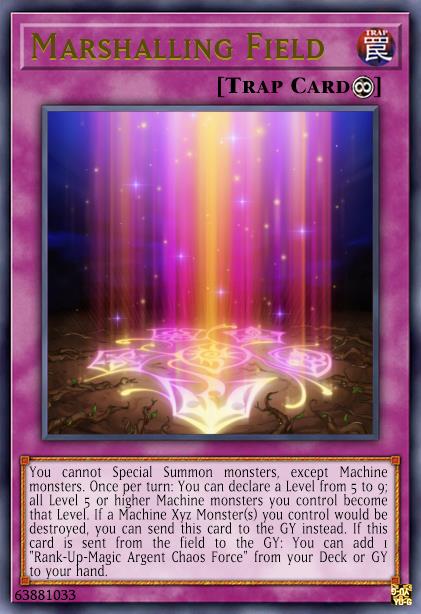 MARSHALLING FIELD
TRAP
罠
[TRAP CARD]
You cannot Special Summon monsters, except Machine
monsters. Once per turn: You can declare a Level from 5 to 9;
all Level 5 or higher Machine monsters you control become
that Level. If a Machine Xyz Monster(s) you control would be
destroyed, you can send this card to the GY instead. If this
card is sent from the field to the GY: You can add 1
"Rank-Up-Magic Argent Chaos Force" from your Deck or GY
to your hand.
63881033